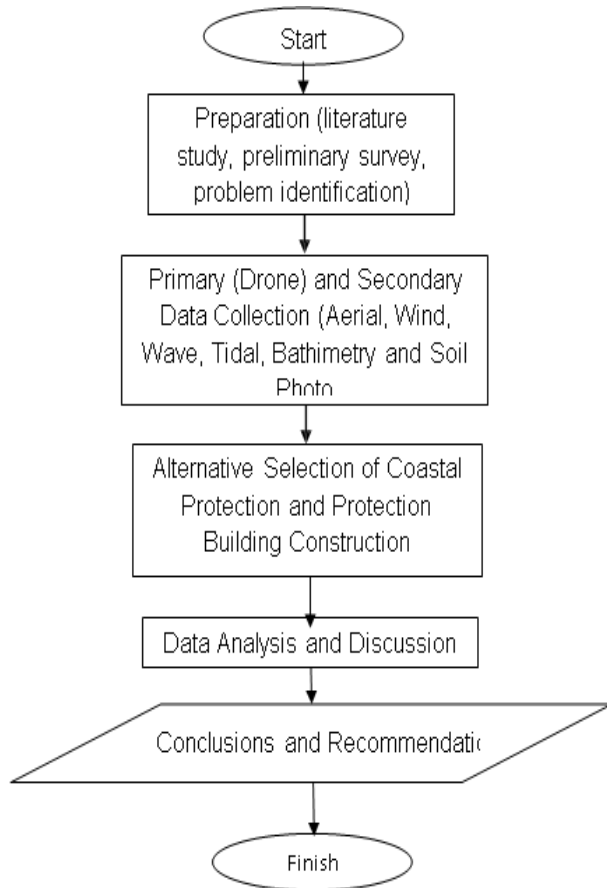 Start
Preparation (literature
study, preliminary survey,
problem identification)
Primary (Drone) and Secondary
Data Collection (Aerial, Wind,
Wave, Tidal, Bathimetry and Soil
Photo
Alternative Selection of Coastal
Protection and Protection
Building Construction
Data Analysis and Discussion
Conclusions and
Finish